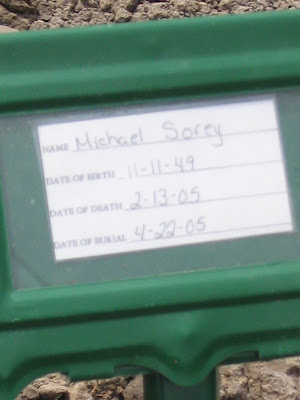 NAME Michael Sorey
DATE OF BIRTH 11-11-49
DATE OF DEATH 2-13-05
DATE OF BURIAL 4-22-05